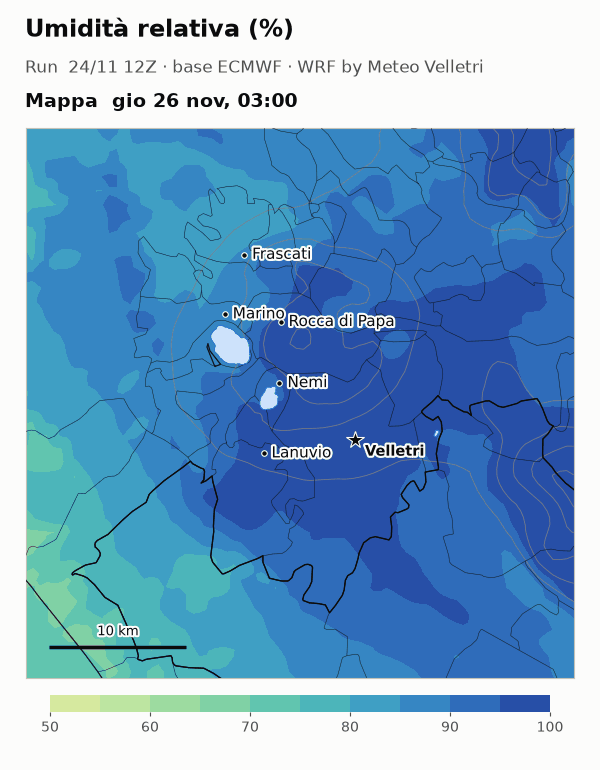 Umidità relativa (%)
Run  24/11 12Z · base ECMWF · WRF by Meteo Velletri
Mappa  gio 26 nov, 03:00
Frascati
Marino
Rocca di Papa
Nemi
Velletri
Lanuvio
10 km
50 60 70 80 90 100